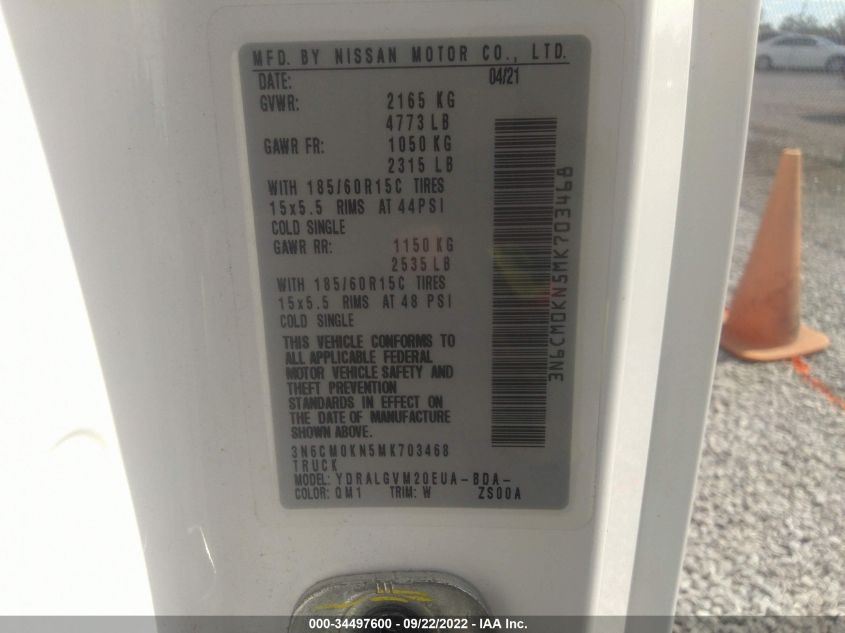 MFD. BY NISSAN MOTOR CO., LTD.
DATE: 04/21
GVWR: 2165 KG
4773 LB
GAWR FR: 1050 KG
2315 LB
WITH 185/60R15C TIRES
15x5.5 RIMS AT 44PSI
COLD SINGLE
GAWR RR: 1150 KG
2535 LB
WITH 185/60R15C TIRES
15x5.5 RIMS AT 48 PSI
COLD SINGLE
THIS VEHICLE CONFORMS TO
ALL APPLICABLE FEDERAL
MOTOR VEHICLE SAFETY AND
THEFT PREVENTION
STANDARDS IN EFFECT ON
THE DATE OF MANUFACTURE
SHOWN ABOVE.
3N6CM0KN5MK703468
TRUCK
MODEL: YDRALGVM20EUA-BDA-
COLOR: QM1 TRIM: W ZS00A
3N6CM0KN5MK703468
000-34497600 - 09/22/2022 - IAA Inc.